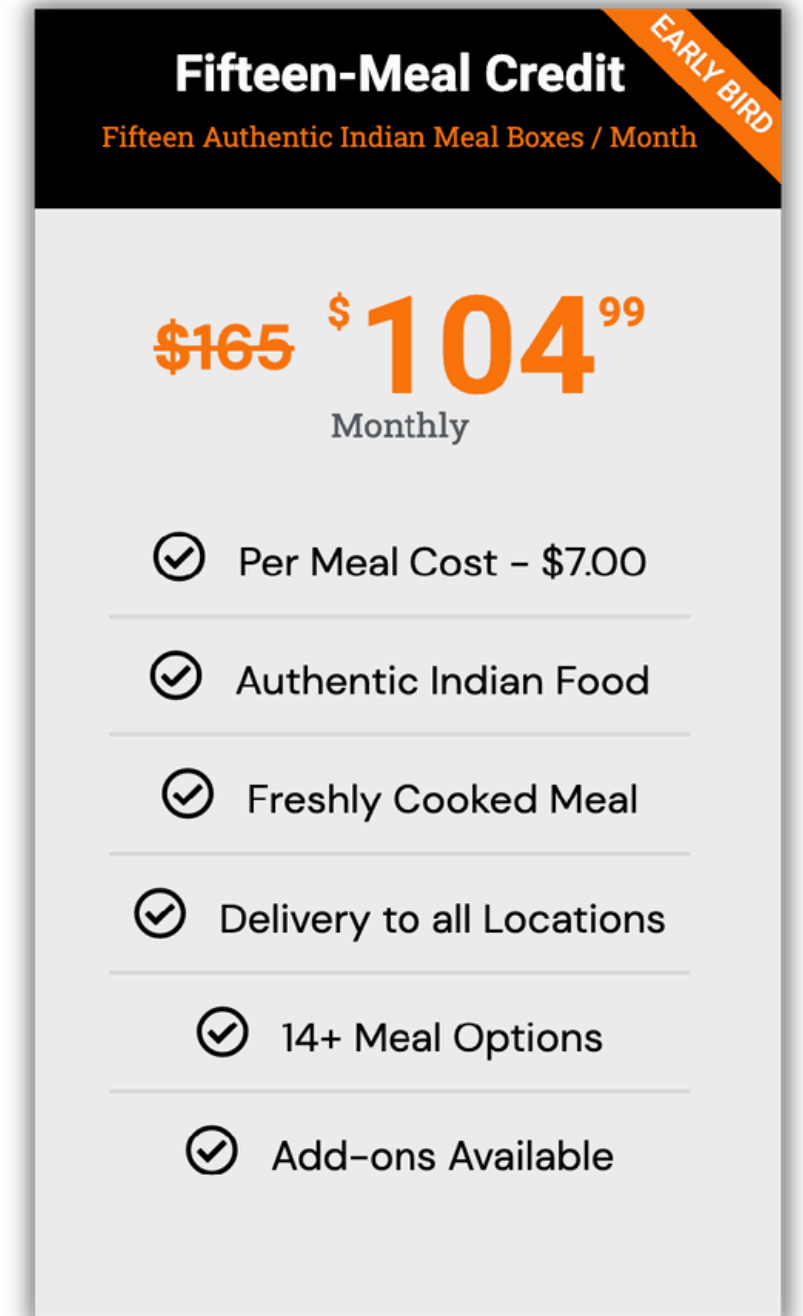 EARLY BIRD
Fifteen-Meal Credit
Fifteen Authentic Indian Meal Boxes / Month
$165 $104.99
Monthly
Per Meal Cost - $7.00
Authentic Indian Food
Freshly Cooked Meal
Delivery to all Locations
14+ Meal Options
Add-ons Available